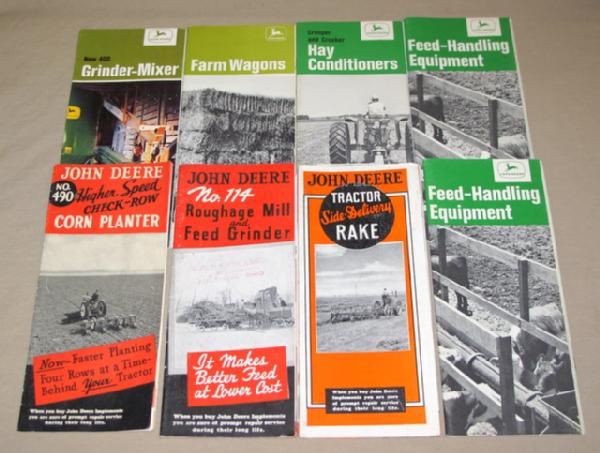 New 400
Grinder-Mixer
Farm Wagons
Crimper
and Crusher
Hay
Conditioners
Feed-Handling
Equipment
JOHN DEERE
NO.
490
Higher Speed
CHECK-ROW
CORN PLANTER
Now - Faster Planting
Four Rows at a Time-
Behind Your Tractor
When you buy John Deere Implements
you are sure of prompt repair service
during their long life.
JOHN DEERE
No. 114
Roughage Mill
and
Feed Grinder
It Makes
Better Feed
at Lower Cost
When you buy John Deere Implements
you are sure of prompt repair service
during their long life.
JOHN DEERE
TRACTOR
Side-Delivery
RAKE
When you buy John Deere
Implements you are sure
of prompt repair service
during their long life.
Feed-Handling
Equipment